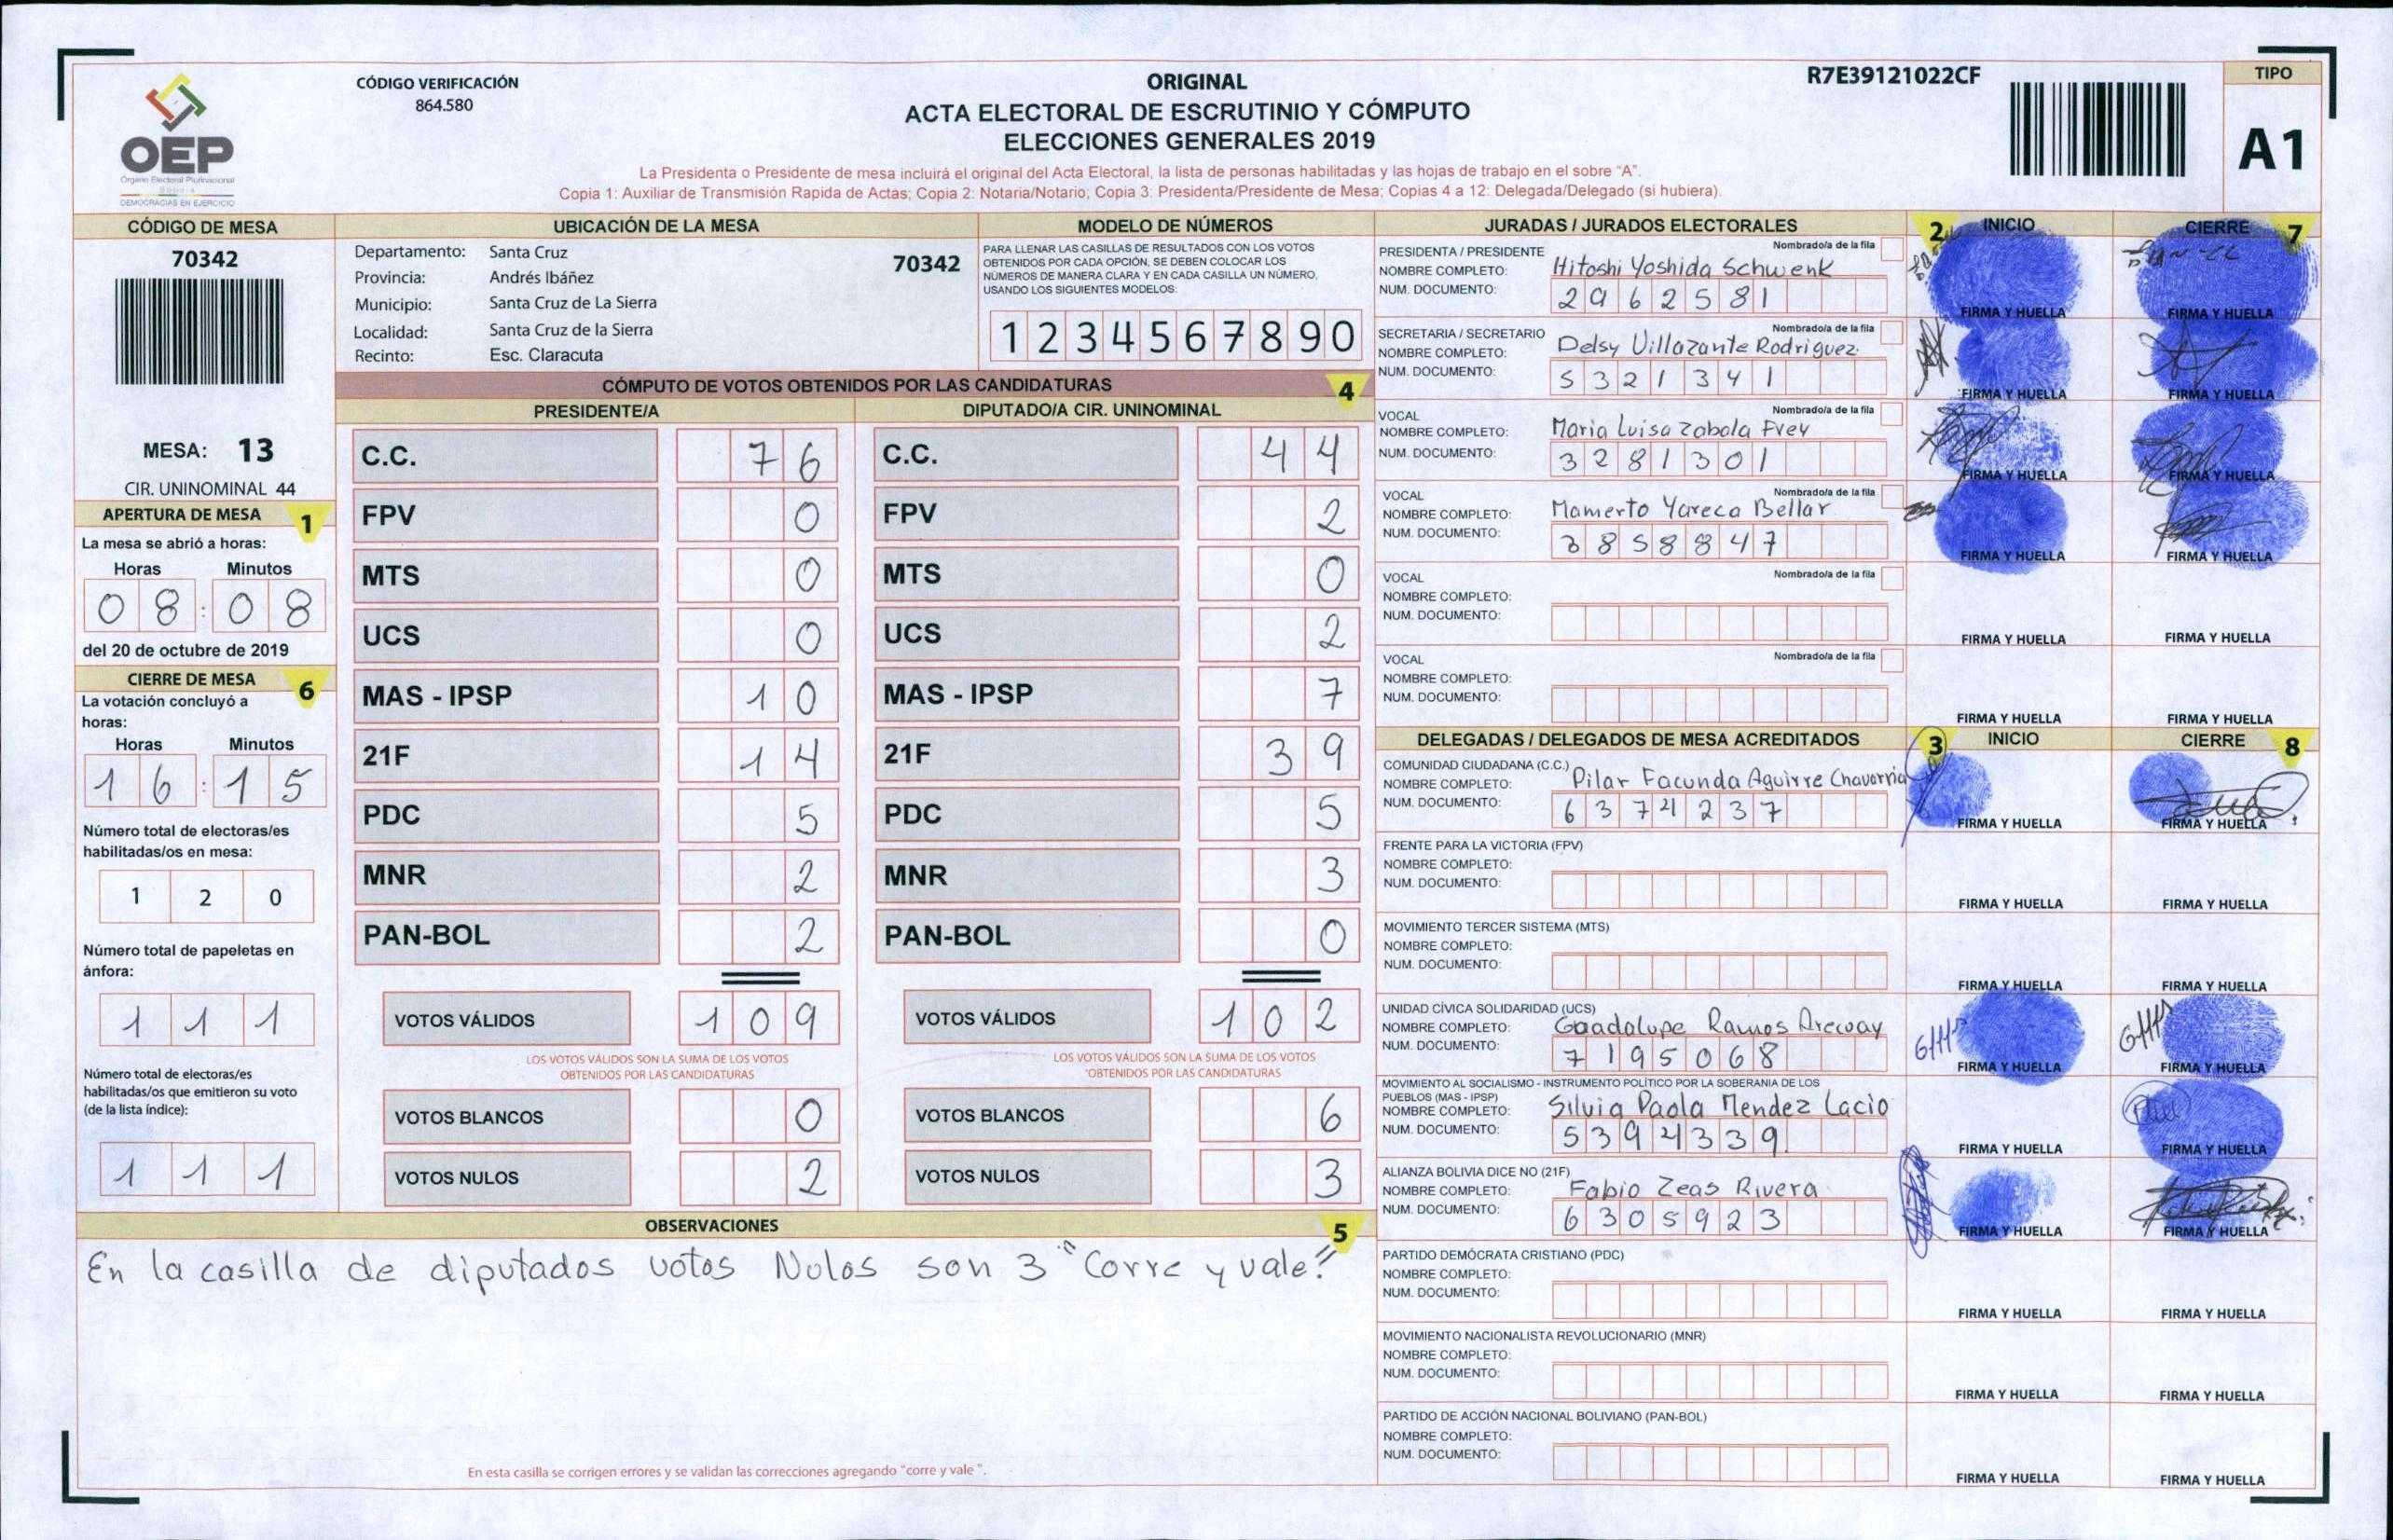 CÓDIGO VERIFICACIÓN
864.580
ORIGINAL
ACTA ELECTORAL DE ESCRUTINIO Y CÓMPUTO
ELECCIONES GENERALES 2019
R7E39121022CF
TIPO
A1
OEP
Órgano Electoral Plurinacional
DEMOCRACIAS EN EJERCICIO
La Presidenta o Presidente de mesa incluirá el original del Acta Electoral, la lista de personas habilitadas y las hojas de trabajo en el sobre "A".
Copia 1: Auxiliar de Transmisión Rapida de Actas; Copia 2: Notaria/Notario; Copia 3: Presidenta/Presidente de Mesa; Copias 4 a 12: Delegada/Delegado (si hubiera).
CÓDIGO DE MESA
70342
MESA: 13
CIR. UNINOMINAL 44
APERTURA DE MESA 1
La mesa se abrió a horas:
Horas Minutos
08:08
del 20 de octubre de 2019
CIERRE DE MESA 6
La votación concluyó a
horas:
Horas Minutos
16:15
Número total de electoras/es
habilitadas/os en mesa:
120
Número total de papeletas en
ánfora:
111
Número total de electoras/es
habilitadas/os que emitieron su voto
(de la lista índice):
111
UBICACIÓN DE LA MESA
Departamento: Santa Cruz
70342
Provincia: Andrés Ibáñez
Municipio: Santa Cruz de La Sierra
Localidad: Santa Cruz de la Sierra
Recinto: Esc. Claracuta
MODELO DE NÚMEROS
PARA LLENAR LAS CASILLAS DE RESULTADOS CON LOS VOTOS
OBTENIDOS POR CADA OPCIÓN, SE DEBEN COLOCAR LOS
NÚMEROS DE MANERA CLARA Y EN CADA CASILLA UN NÚMERO,
USANDO LOS SIGUIENTES MODELOS:
1234567890
CÓMPUTO DE VOTOS OBTENIDOS POR LAS CANDIDATURAS 4
PRESIDENTE/A
C.C. 76
FPV 0
MTS 0
UCS 0
MAS - IPSP 10
21F 14
PDC 5
MNR 2
PAN-BOL 2
VOTOS VÁLIDOS 109
LOS VOTOS VÁLIDOS SON LA SUMA DE LOS VOTOS
OBTENIDOS POR LAS CANDIDATURAS
VOTOS BLANCOS 0
VOTOS NULOS 2
DIPUTADO/A CIR. UNINOMINAL
C.C. 44
FPV 2
MTS 0
UCS 2
MAS - IPSP 7
21F 39
PDC 5
MNR 3
PAN-BOL 0
VOTOS VÁLIDOS 102
LOS VOTOS VÁLIDOS SON LA SUMA DE LOS VOTOS
OBTENIDOS POR LAS CANDIDATURAS
VOTOS BLANCOS 6
VOTOS NULOS 3
OBSERVACIONES 5
En la casilla de diputados votos Nulos son 3 "Corre y vale."
En esta casilla se corrigen errores y se validan las correcciones agregando "corre y vale ".
JURADAS / JURADOS ELECTORALES
2 INICIO
CIERRE 7
PRESIDENTA / PRESIDENTE Nombrado/a de la fila
NOMBRE COMPLETO: Hitoshi Yoshida Schwenk
NUM. DOCUMENTO: 2962581
FIRMA Y HUELLA FIRMA Y HUELLA
SECRETARIA / SECRETARIO Nombrado/a de la fila
NOMBRE COMPLETO: Delsy Villazante Rodriguez
NUM. DOCUMENTO: 5321341
FIRMA Y HUELLA FIRMA Y HUELLA
VOCAL Nombrado/a de la fila
NOMBRE COMPLETO: Maria Luisa Zabala Frey
NUM. DOCUMENTO: 3281301
FIRMA Y HUELLA FIRMA Y HUELLA
VOCAL Nombrado/a de la fila
NOMBRE COMPLETO: Mamerto Yareca Bellar
NUM. DOCUMENTO: 3858847
FIRMA Y HUELLA FIRMA Y HUELLA
VOCAL Nombrado/a de la fila
NOMBRE COMPLETO:
NUM. DOCUMENTO:
FIRMA Y HUELLA FIRMA Y HUELLA
VOCAL Nombrado/a de la fila
NOMBRE COMPLETO:
NUM. DOCUMENTO:
FIRMA Y HUELLA FIRMA Y HUELLA
DELEGADAS / DELEGADOS DE MESA ACREDITADOS
3 INICIO
CIERRE 8
COMUNIDAD CIUDADANA (C.C.)
NOMBRE COMPLETO: Pilar Facunda Aguirre Chavarria
NUM. DOCUMENTO: 6374237
FIRMA Y HUELLA FIRMA Y HUELLA
FRENTE PARA LA VICTORIA (FPV)
NOMBRE COMPLETO:
NUM. DOCUMENTO:
FIRMA Y HUELLA FIRMA Y HUELLA
MOVIMIENTO TERCER SISTEMA (MTS)
NOMBRE COMPLETO:
NUM. DOCUMENTO:
FIRMA Y HUELLA FIRMA Y HUELLA
UNIDAD CÍVICA SOLIDARIDAD (UCS)
NOMBRE COMPLETO: Guadalupe Ramos
NUM. DOCUMENTO: 7195068
FIRMA Y HUELLA FIRMA Y HUELLA
MOVIMIENTO AL SOCIALISMO - INSTRUMENTO POLÍTICO POR LA SOBERANIA DE LOS
PUEBLOS (MAS - IPSP)
NOMBRE COMPLETO: Silvia Paola Mendez Lacio
NUM. DOCUMENTO: 5394339
FIRMA Y HUELLA FIRMA Y HUELLA
ALIANZA BOLIVIA DICE NO (21F)
NOMBRE COMPLETO: Fabio Zeas Rivera
NUM. DOCUMENTO: 6305923
FIRMA Y HUELLA FIRMA Y HUELLA
PARTIDO DEMÓCRATA CRISTIANO (PDC)
NOMBRE COMPLETO:
NUM. DOCUMENTO:
FIRMA Y HUELLA FIRMA Y HUELLA
MOVIMIENTO NACIONALISTA REVOLUCIONARIO (MNR)
NOMBRE COMPLETO:
NUM. DOCUMENTO:
FIRMA Y HUELLA FIRMA Y HUELLA
PARTIDO DE ACCIÓN NACIONAL BOLIVIANO (PAN-BOL)
NOMBRE COMPLETO:
NUM. DOCUMENTO:
FIRMA Y HUELLA FIRMA Y HUELLA